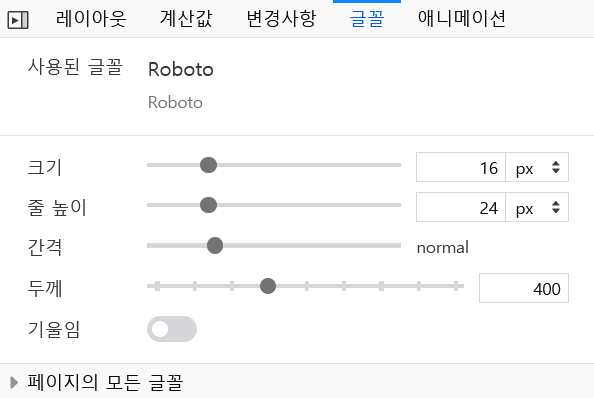 레이아웃 계산값 변경사항 글꼴 애니메이션
사용된 글꼴 Roboto
Roboto
크기 16 px
줄 높이 24 px
간격 normal
두께 400
기울임
페이지의 모든 글꼴